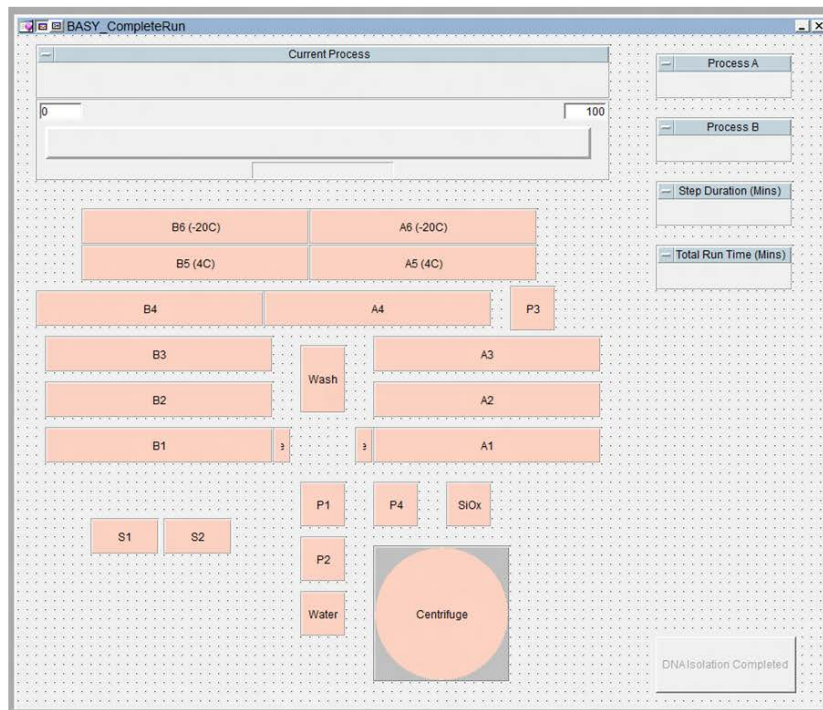 BASY_CompleteRun
Current Process
0
100
Process A
Process B
Step Duration (Mins)
Total Run Time (Mins)
B6 (-20C)
A6 (-20C)
B5 (4C)
A5 (4C)
B4
A4
P3
B3
A3
Wash
B2
A2
B1
A1
P1
P4
SiOx
S1
S2
P2
Water
Centrifuge
DNA Isolation Completed